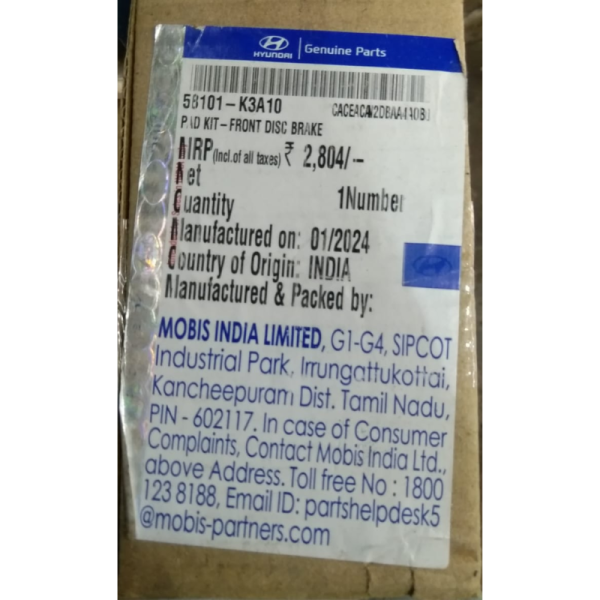 HYUNDAI | Genuine Parts
58101-K3A10
PAD KIT-FRONT DISC BRAKE
MRP (Incl.of all taxes) ₹ 2,804/-
Net
Quantity 1Number
Manufactured on: 01/2024
Country of Origin: INDIA
Manufactured & Packed by:
MOBIS INDIA LIMITED, G1-G4, SIPCOT
Industrial Park, Irrungattukottai,
Kancheepuram Dist. Tamil Nadu,
PIN - 602117. In case of Consumer
Complaints, Contact Mobis India Ltd.,
above Address. Toll free No : 1800
123 8188, Email ID: partshelpdesk5
@mobis-partners.com